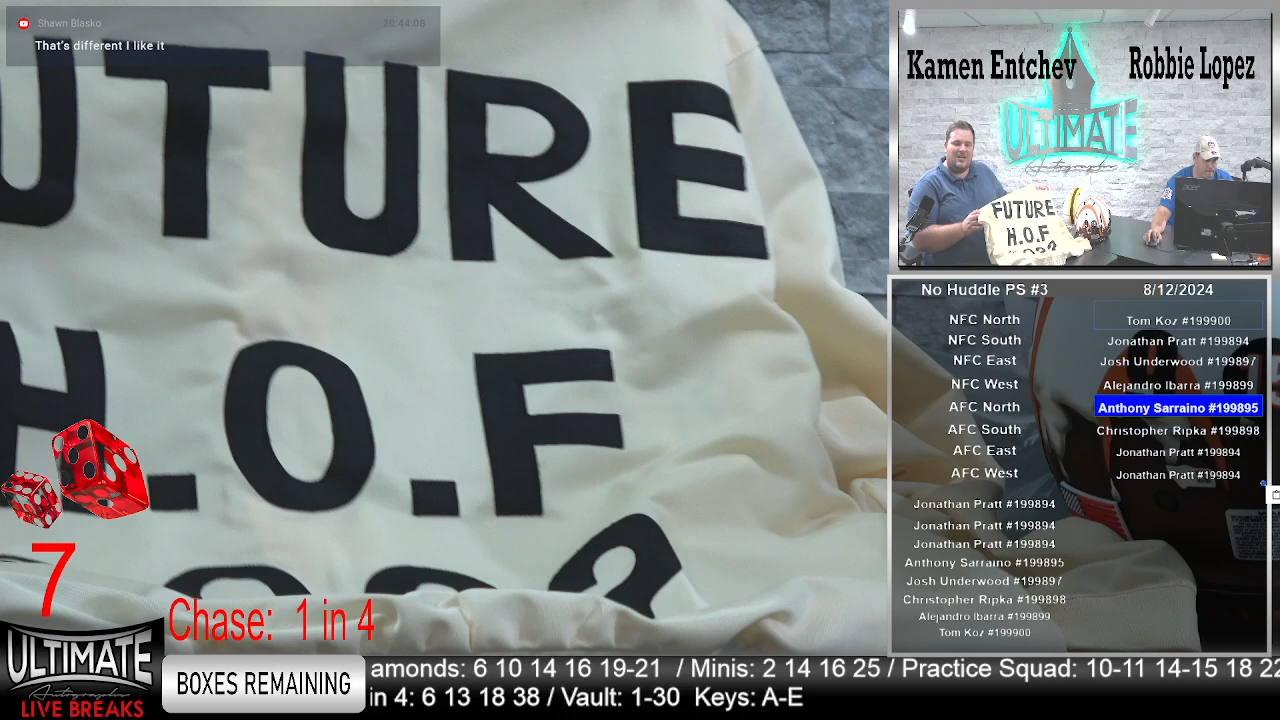 Shawn Blasko 20:44:08
That's different I like it
UTURE
H.O.F
Kamen Entchev Robbie Lopez
ULTIMATE
Autographs
acer
FUTURE
H.O.F
No Huddle PS #3 8/12/2024
NFC North Tom Koz #199900
NFC South Jonathan Pratt #199894
NFC East Josh Underwood #199897
NFC West Alejandro Ibarra #199899
AFC North Anthony Sarraino #199895
AFC South Christopher Ripka #199898
AFC East Jonathan Pratt #199894
AFC West Jonathan Pratt #199894
Jonathan Pratt #199894
Jonathan Pratt #199894
Jonathan Pratt #199894
Anthony Sarraino #199895
Josh Underwood #199897
Christopher Ripka #199898
Alejandro Ibarra #199899
Tom Koz #199900
7
Chase: 1 in 4
ULTIMATE
Autographs
LIVE BREAKS
BOXES REMAINING
amonds: 6 10 14 16 19-21 / Minis: 2 14 16 25 / Practice Squad: 10-11 14-15 18 22
in 4: 6 13 18 38 / Vault: 1-30 Keys: A-E